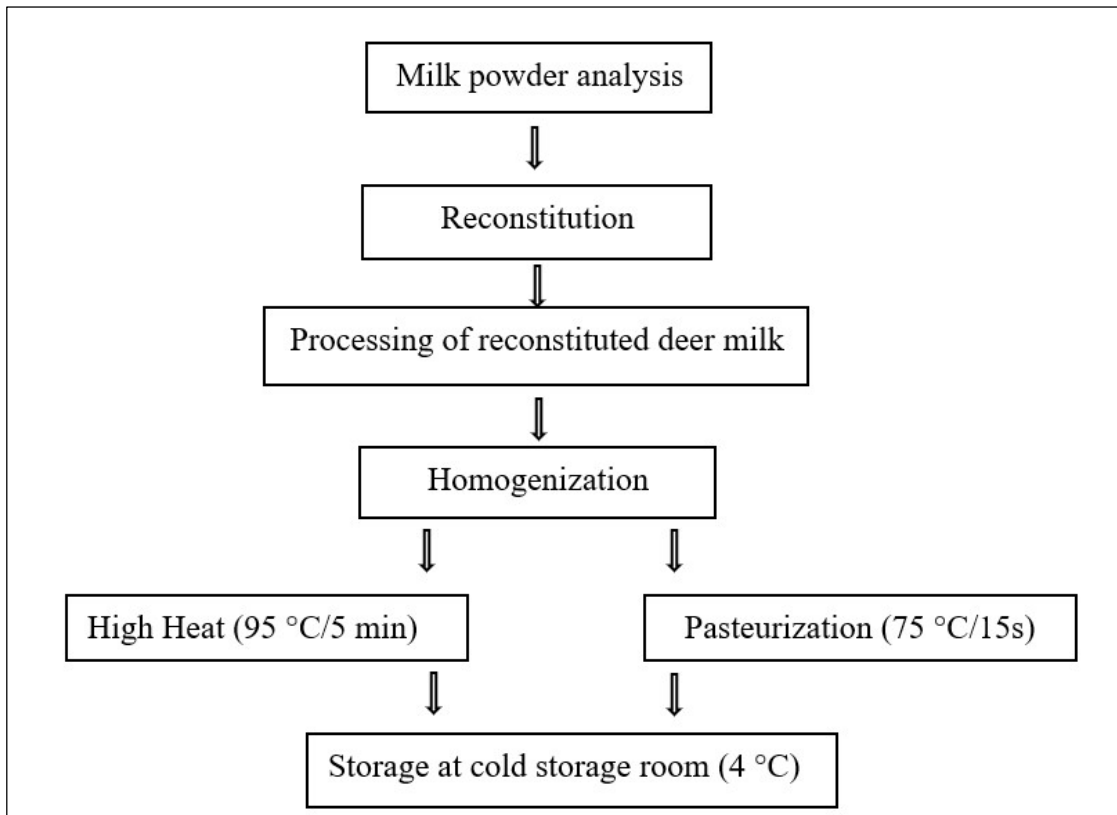 Milk powder analysis
Reconstitution
Processing of reconstituted deer milk
Homogenization
High Heat (95 °C/5 min)
Pasteurization (75 °C/15s)
Storage at cold storage room (4 °C)